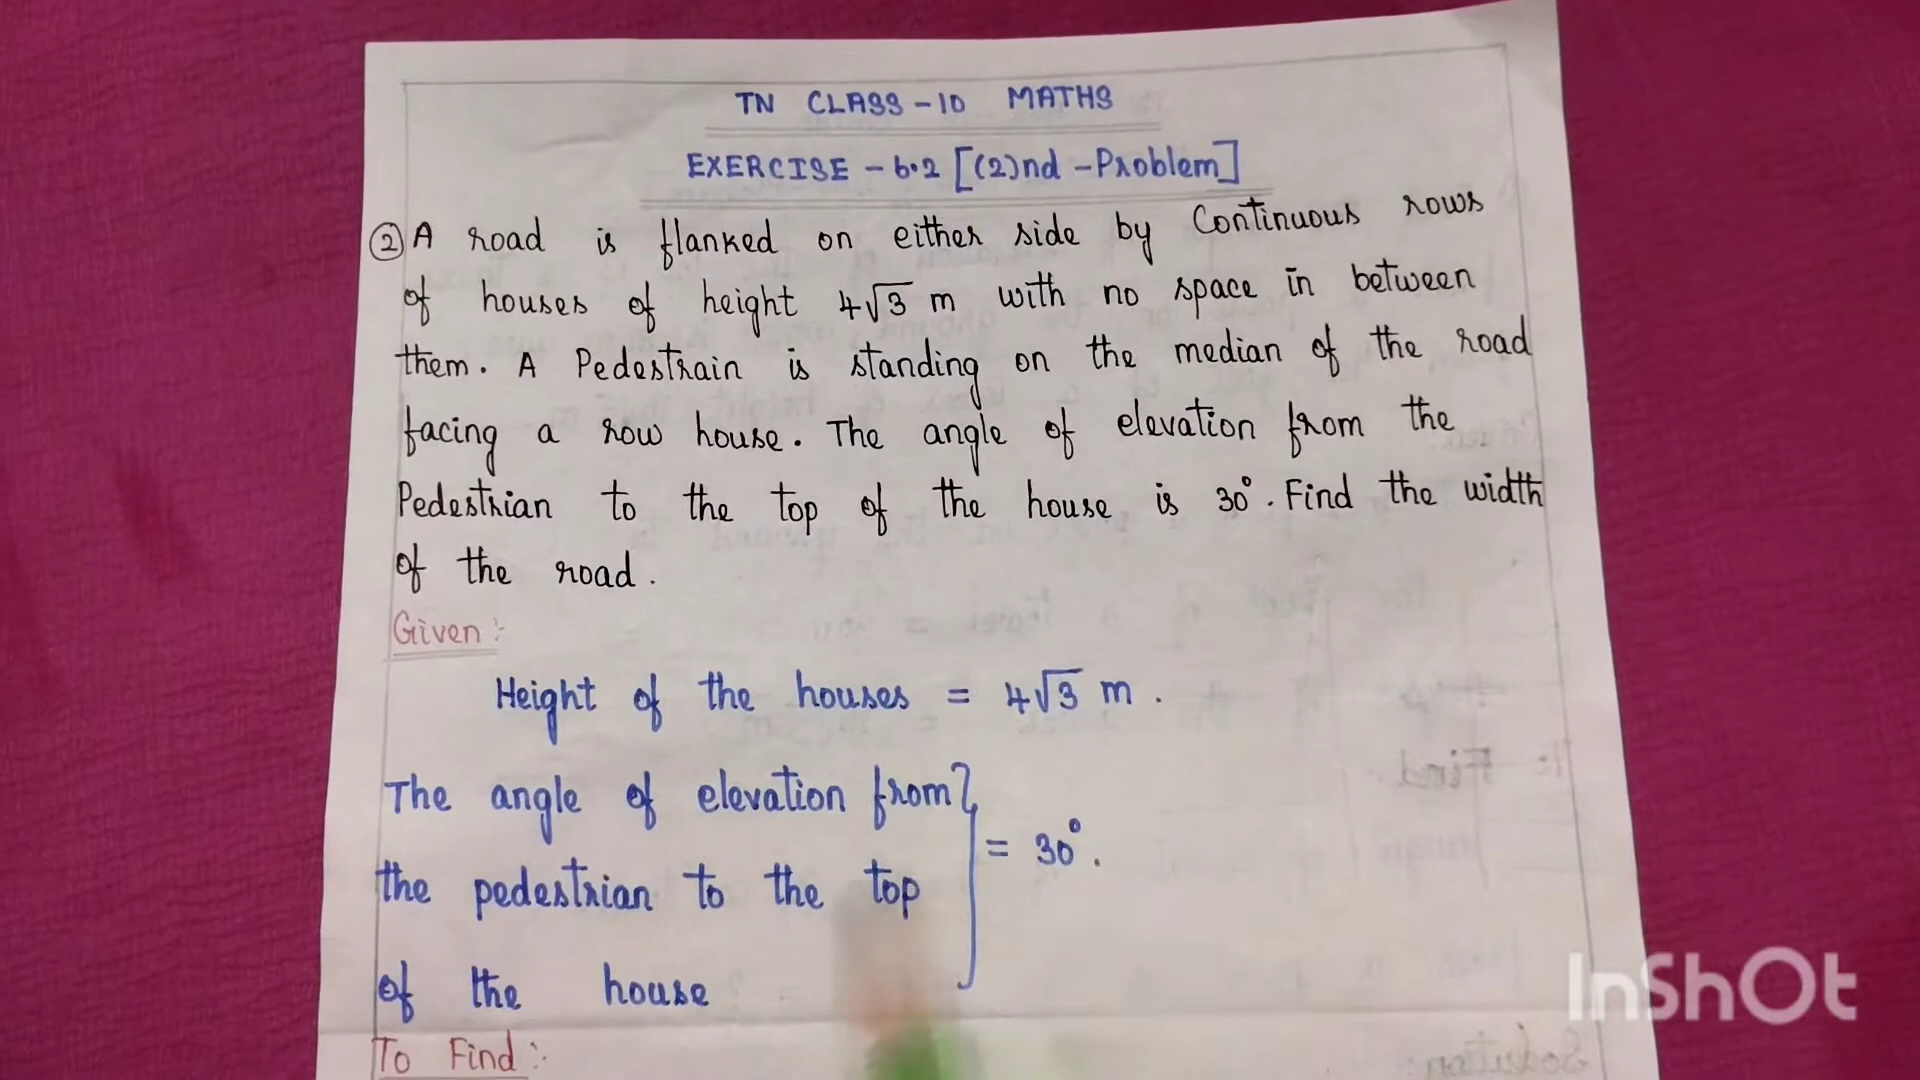 TN CLASS-10 MATHS
EXERCISE - 6.2 [(2)nd -Problem]
② A road is flanked on either side by Continuous rows
of houses of height 4√3 m with no space in between
them. A Pedestrain is standing on the median of the road
facing a row house. The angle of elevation from the
Pedestrian to the top of the house is 30°. Find the width
of the road.
Given:-
Height of the houses = 4√3 m.
The angle of elevation from
the pedestrian to the top
= 30°.
of the house
To Find:-
InShOt